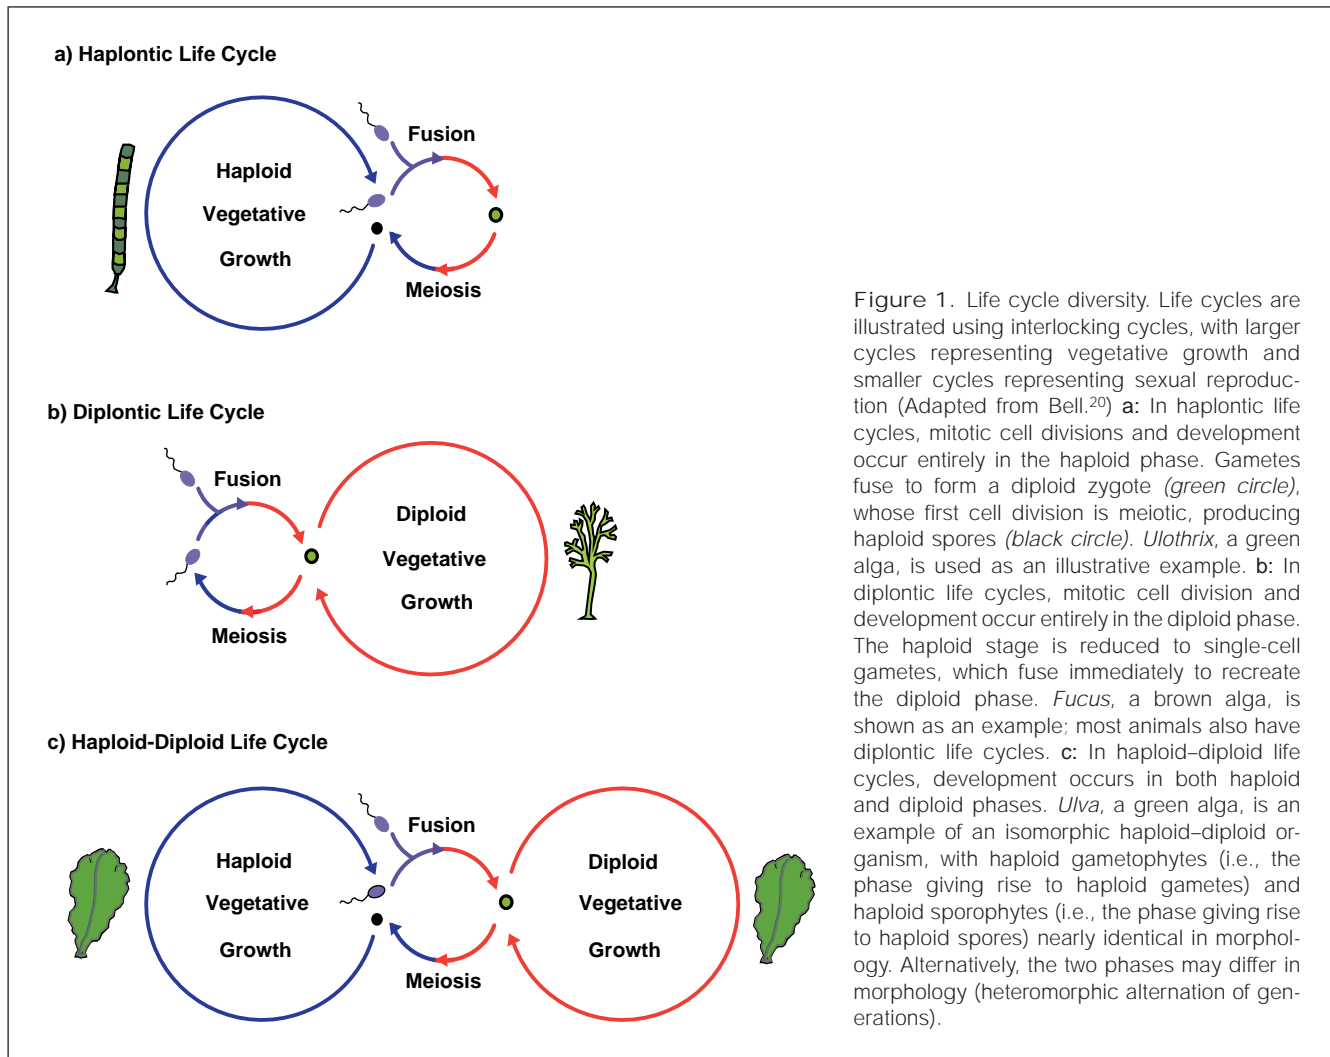 a) Haplontic Life Cycle
Fusion
Haploid
Vegetative
Growth
Meiosis
b) Diplontic Life Cycle
Fusion
Diploid
Vegetative
Growth
Meiosis
c) Haploid-Diploid Life Cycle
Fusion
Haploid
Vegetative
Growth
Diploid
Vegetative
Growth
Meiosis
Figure 1. Life cycle diversity. Life cycles are
illustrated using interlocking cycles, with larger
cycles representing vegetative growth and
smaller cycles representing sexual reproduc-
tion (Adapted from Bell.20) a: In haplontic life
cycles, mitotic cell divisions and development
occur entirely in the haploid phase. Gametes
fuse to form a diploid zygote (green circle),
whose first cell division is meiotic, producing
haploid spores (black circle). Ulothrix, a green
alga, is used as an illustrative example. b: In
diplontic life cycles, mitotic cell division and
development occur entirely in the diploid phase.
The haploid stage is reduced to single-cell
gametes, which fuse immediately to recreate
the diploid phase. Fucus, a brown alga, is
shown as an example; most animals also have
diplontic life cycles. c: In haploid–diploid life
cycles, development occurs in both haploid
and diploid phases. Ulva, a green alga, is an
example of an isomorphic haploid–diploid or-
ganism, with haploid gametophytes (i.e., the
phase giving rise to haploid gametes) and
haploid sporophytes (i.e., the phase giving rise
to haploid spores) nearly identical in morphol-
ogy. Alternatively, the two phases may differ in
morphology (heteromorphic alternation of gen-
erations).